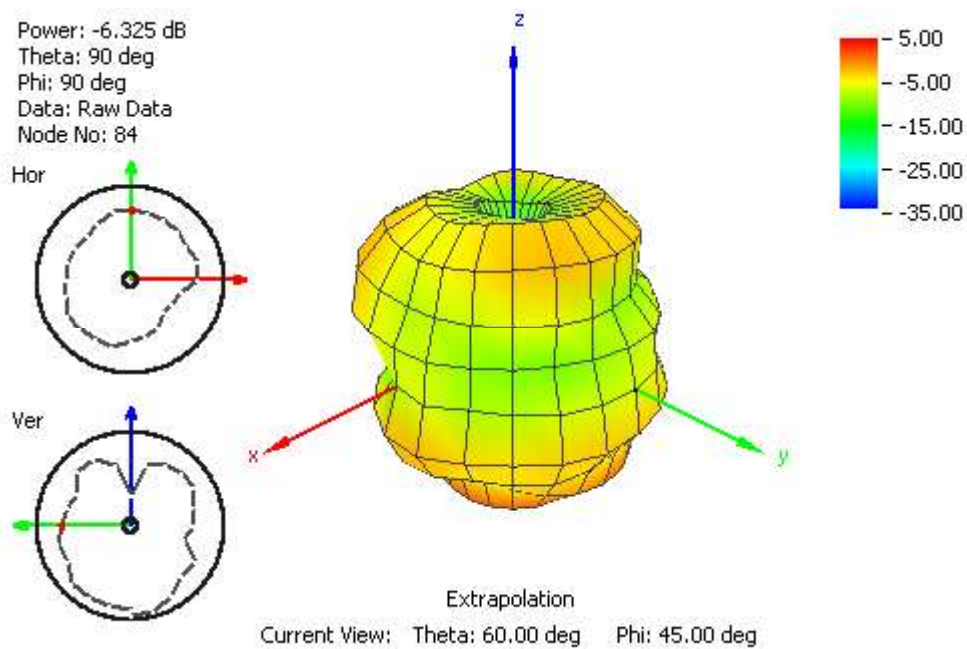 Power: -6.325 dB
Theta: 90 deg
Phi: 90 deg
Data: Raw Data
Node No: 84
Hor
Ver
z
x
y
5.00
-5.00
-15.00
-25.00
-35.00
Extrapolation
Current View: Theta: 60.00 deg Phi: 45.00 deg